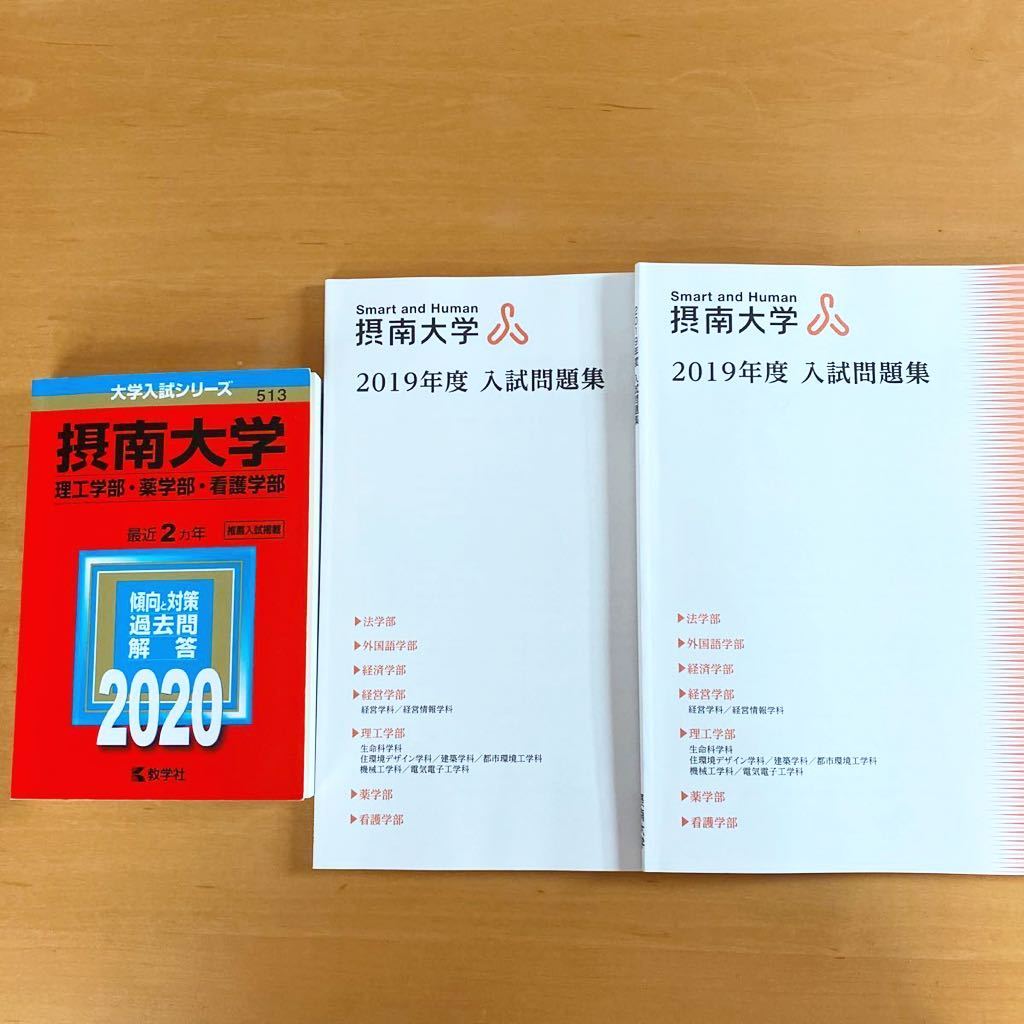 大学入試シリーズ
513
摂南大学
理工学部・薬学部・看護学部
最近2カ年
推薦入試掲載
傾向と対策
過去問
解答
2020
教学社
Smart and Human
摂南大学
2019年度 入試問題集
▶法学部
▶外国語学部
▶経済学部
▶経営学部
経営学科／経営情報学科
▶理工学部
生命科学科
住環境デザイン学科／建築学科／都市環境工学科
機械工学科／電気電子工学科
▶薬学部
▶看護学部
2019年度 入試問題集
Smart and Human
摂南大学
2019年度 入試問題集
▶法学部
▶外国語学部
▶経済学部
▶経営学部
経営学科／経営情報学科
▶理工学部
生命科学科
住環境デザイン学科／建築学科／都市環境工学科
機械工学科／電気電子工学科
▶薬学部
▶看護学部